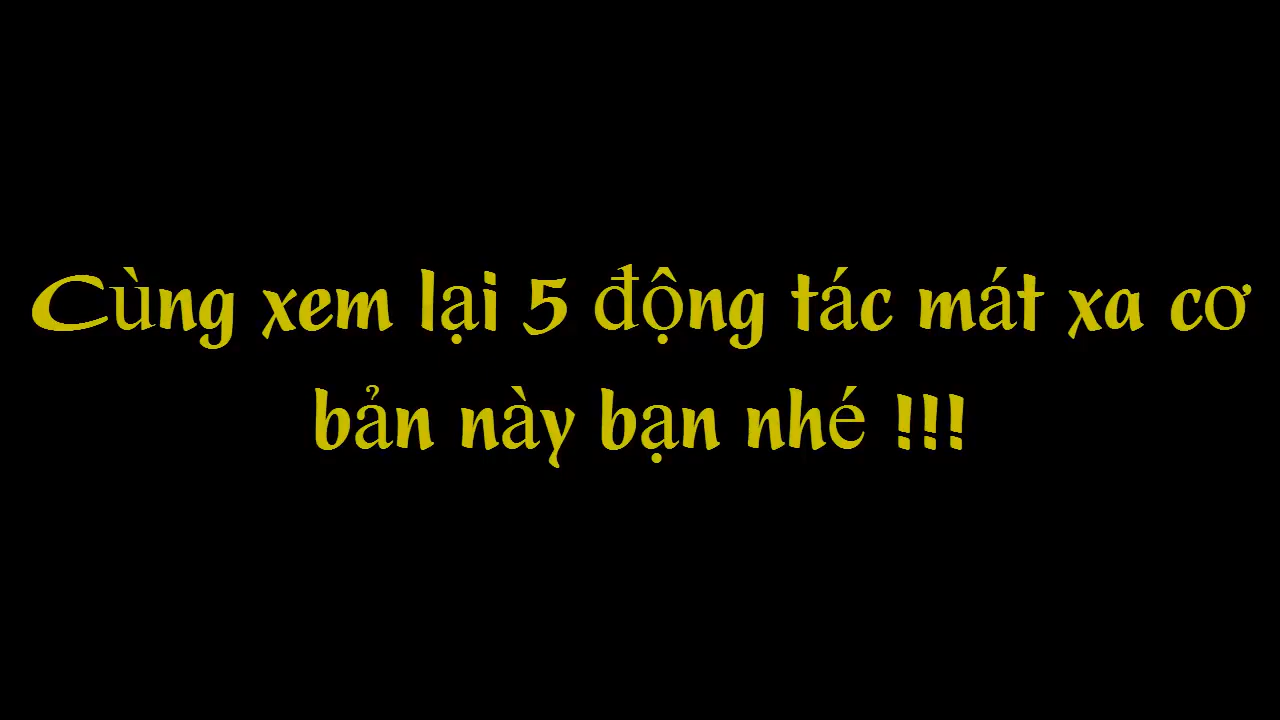 Cùng xem lại 5 động tác mát xa cơ
bản này bạn nhé !!!